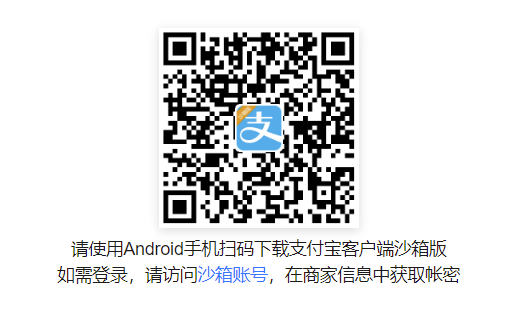 支
请使用Android手机扫码下载支付宝客户端沙箱版
如需登录，请访问沙箱账号，在商家信息中获取帐密